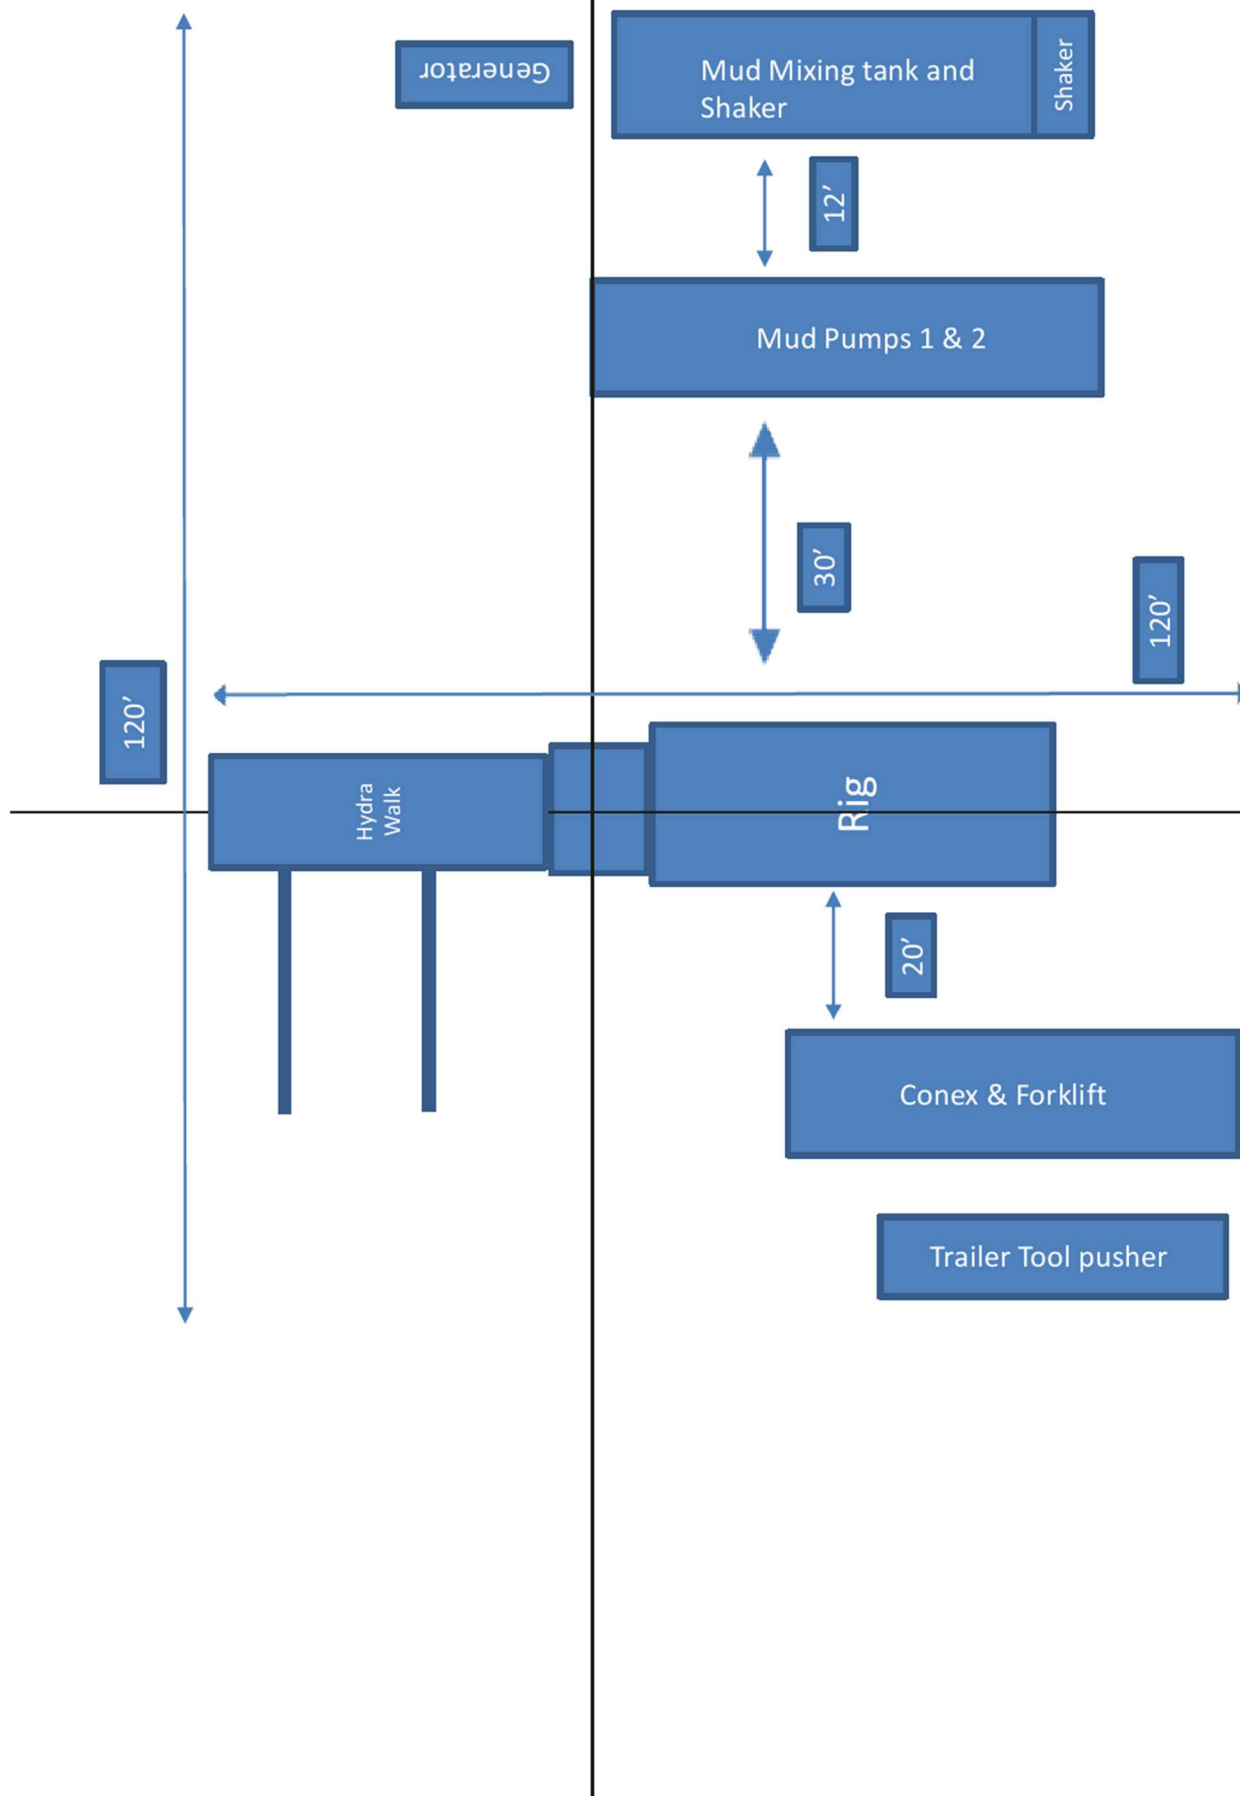 Generator
Mud Mixing tank and
Shaker
Shaker
12’
Mud Pumps 1 & 2
30’
120’
120’
Hydra
Walk
Rig
20’
Conex & Forklift
Trailer Tool pusher